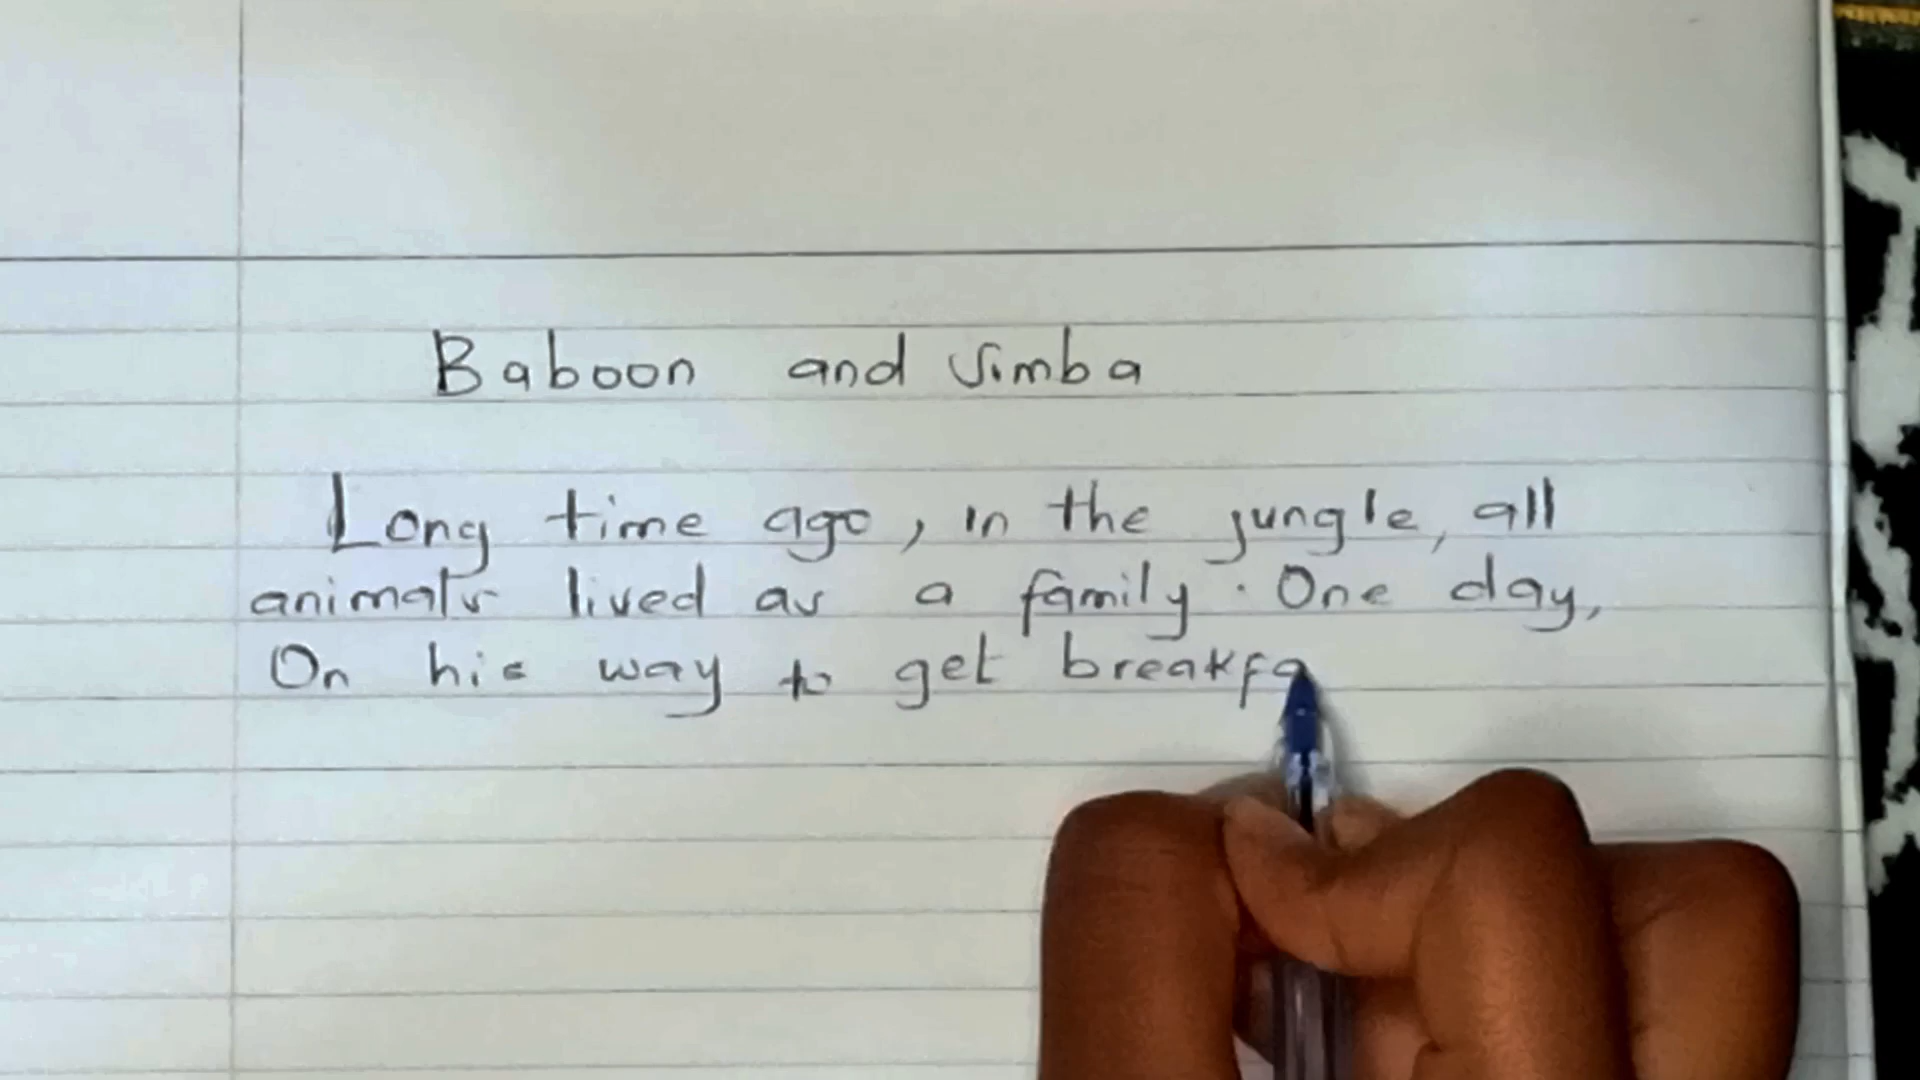 Baboon and Simba
Long time ago, in the jungle, all
animals lived as a family. One day,
On his way to get breakfa